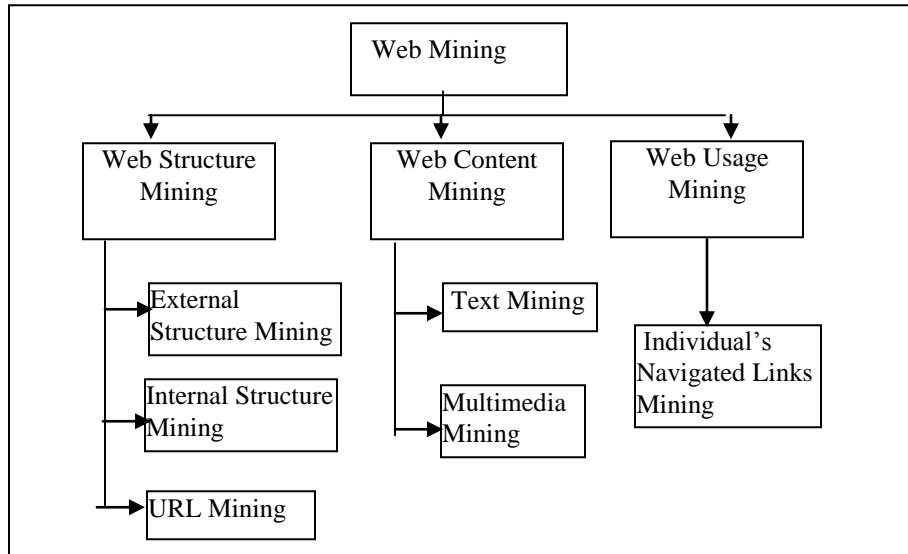 Web Mining
Web Structure
Mining
Web Content
Mining
Web Usage
Mining
External
Structure Mining
Internal Structure
Mining
URL Mining
Text Mining
Multimedia
Mining
Individual’s
Navigated Links
Mining